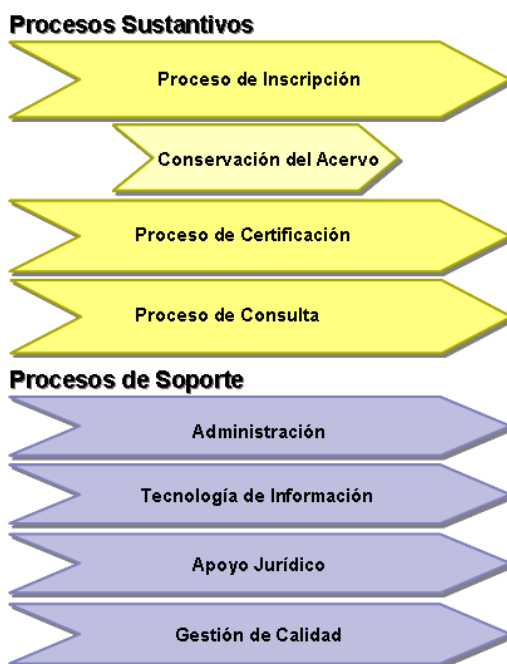 Procesos Sustantivos
Proceso de Inscripción
Conservación del Acervo
Proceso de Certificación
Proceso de Consulta
Procesos de Soporte
Administración
Tecnología de Información
Apoyo Jurídico
Gestión de Calidad